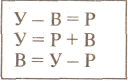 У – В = Р
У = Р + В
В = У – Р